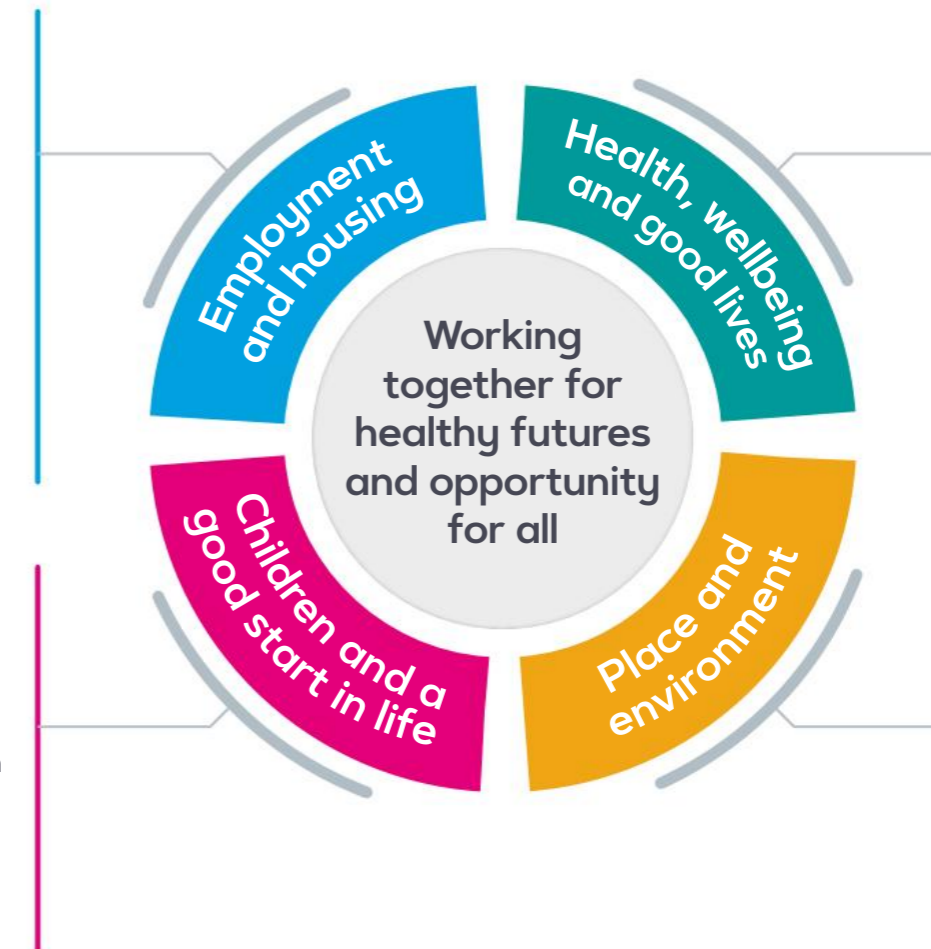 Employment
and housing
Health, wellbeing
and good lives
Working
together for
healthy futures
and opportunity
for all
Children and a
good start in life
Place and
environment